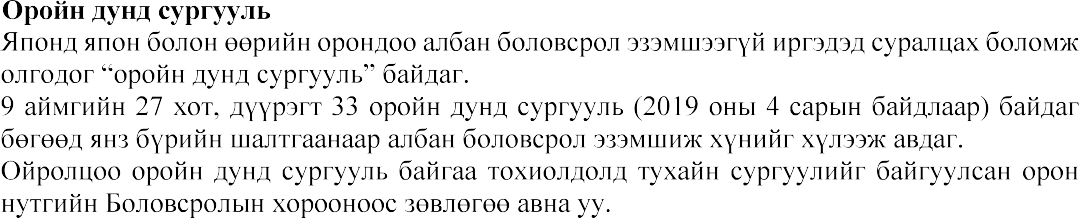 Оройн дунд сургууль
Японд япон болон өөрийн орондоо албан боловсрол эзэмшээгүй иргэдэд суралцах боломж
олгодог “оройн дунд сургууль” байдаг.
9 аймгийн 27 хот, дүүрэгт 33 оройн дунд сургууль (2019 оны 4 сарын байдлаар) байдаг
бөгөөд янз бүрийн шалтгаанаар албан боловсрол эзэмшиж хүнийг хүлээж авдаг.
Ойролцоо оройн дунд сургууль байгаа тохиолдолд тухайн сургуулийг байгуулсан орон
нутгийн Боловсролын хорооноос зөвлөгөө авна уу.